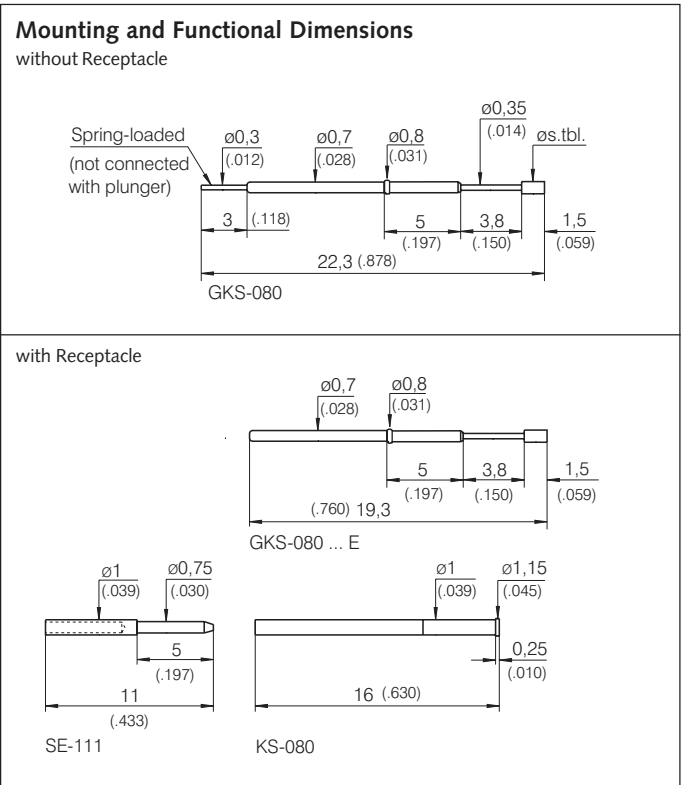 Mounting and Functional Dimensions
without Receptacle
Spring-loaded
(not connected
with plunger)
ø0,3
(.012)
ø0,7
(.028)
ø0,8
(.031)
ø0,35
(.014)
øs.tbl.
3 (.118)
5
(.197)
3,8
(.150)
1,5
(.059)
22,3 (.878)
GKS-080
with Receptacle
ø0,7
(.028)
ø0,8
(.031)
5
(.197)
3,8
(.150)
1,5
(.059)
(.760) 19,3
GKS-080 ... E
ø1
(.039)
ø0,75
(.030)
5
(.197)
11
(.433)
SE-111
ø1
(.039)
ø1,15
(.045)
0,25
(.010)
16 (.630)
KS-080